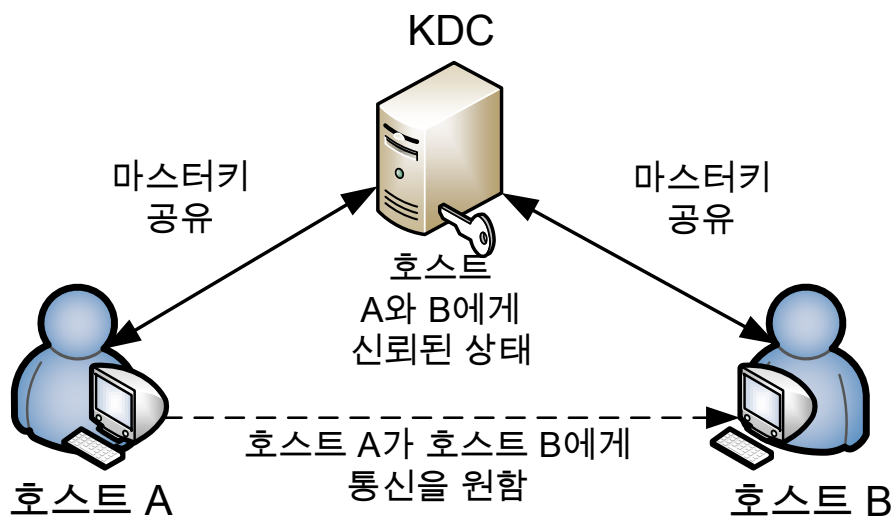 KDC
마스터키
공유
마스터키
공유
호스트
A와 B에게
신뢰된 상태
호스트 A가 호스트 B에게
통신을 원함
호스트 A
호스트 B